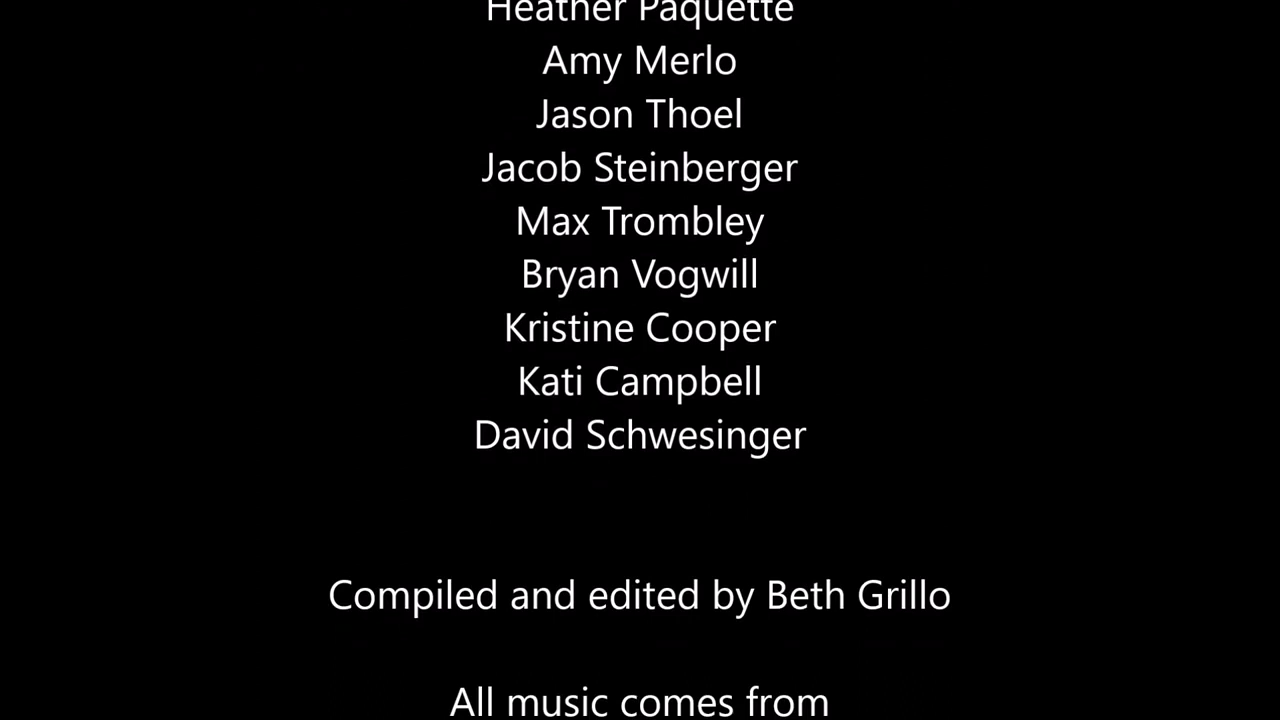 Heather Paquette
Amy Merlo
Jason Thoel
Jacob Steinberger
Max Trombley
Bryan Vogwill
Kristine Cooper
Kati Campbell
David Schwesinger
Compiled and edited by Beth Grillo
All music comes from